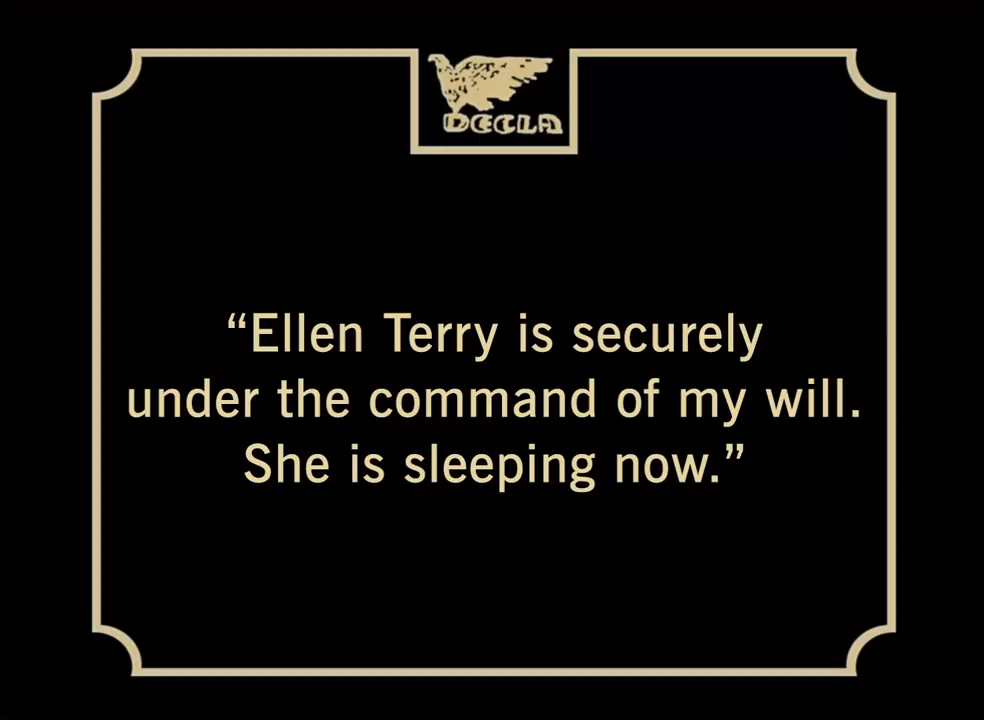 DECLA
“Ellen Terry is securely
under the command of my will.
She is sleeping now.”